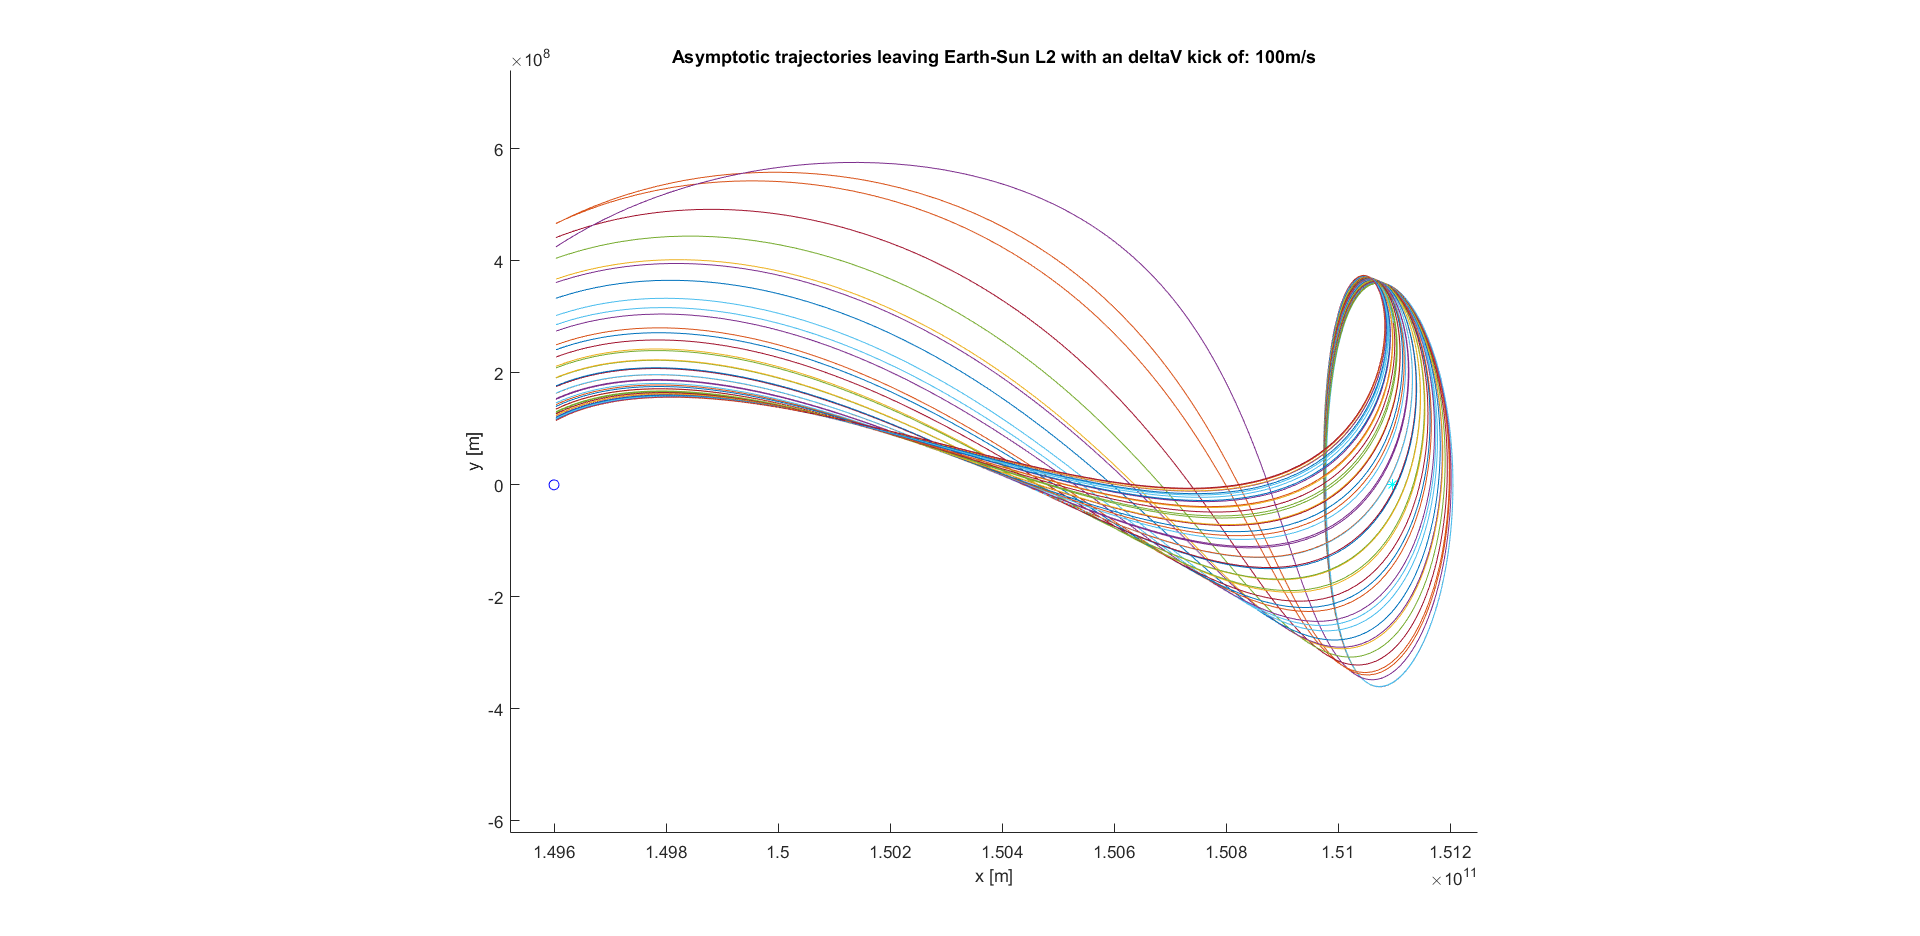 Asymptotic trajectories leaving Earth-Sun L2 with an deltaV kick of: 100m/s
×10^8
6
4
2
0
-2
-4
-6
y [m]
1.496 1.498 1.5 1.502 1.504 1.506 1.508 1.51 1.512
x [m]
×10^11